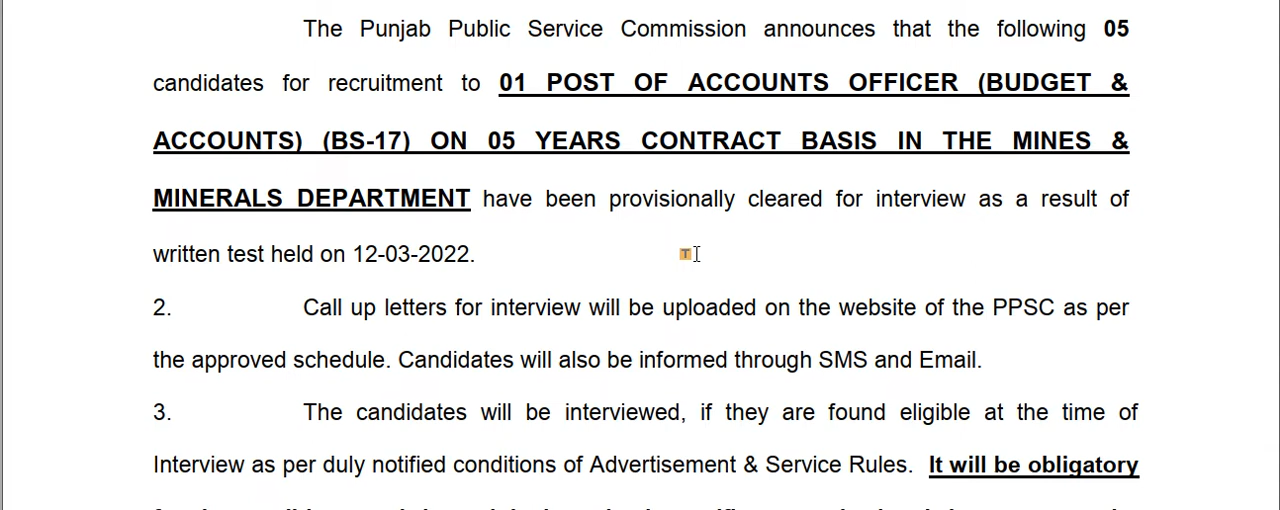 The Punjab Public Service Commission announces that the following 05
candidates for recruitment to 01 POST OF ACCOUNTS OFFICER (BUDGET &
ACCOUNTS) (BS-17) ON 05 YEARS CONTRACT BASIS IN THE MINES &
MINERALS DEPARTMENT have been provisionally cleared for interview as a result of
written test held on 12-03-2022.
T
2. Call up letters for interview will be uploaded on the website of the PPSC as per
the approved schedule. Candidates will also be informed through SMS and Email.
3. The candidates will be interviewed, if they are found eligible at the time of
Interview as per duly notified conditions of Advertisement & Service Rules. It will be obligatory